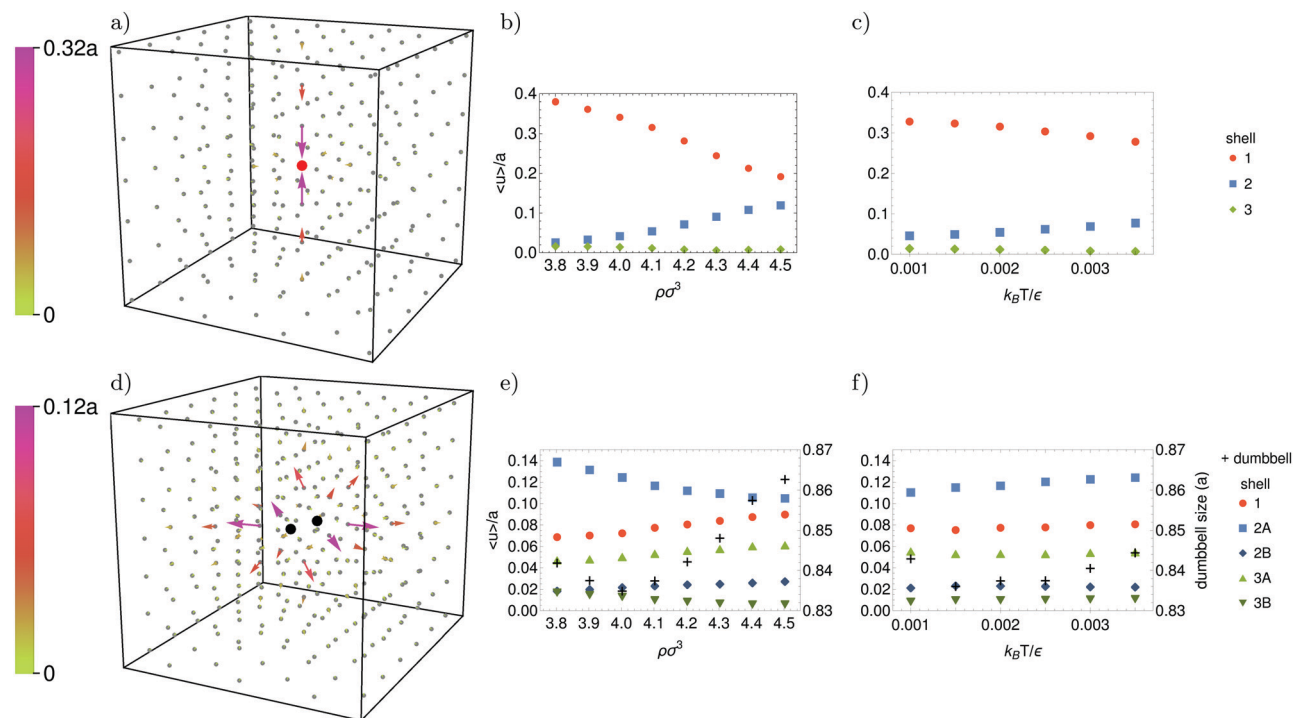 a)
0.32a
0
b)
<u>/a
0.4
0.3
0.2
0.1
0.0
3.8 3.9 4.0 4.1 4.2 4.3 4.4 4.5
ρσ³
c)
0.4
0.3
0.2
0.1
0.0
0.001 0.002 0.003
k_BT/ϵ
shell
1
2
3
d)
0.12a
0
e)
<u>/a
0.14
0.12
0.10
0.08
0.06
0.04
0.02
0.00
0.87
0.86
0.85
0.84
0.83
3.8 3.9 4.0 4.1 4.2 4.3 4.4 4.5
ρσ³
f)
0.14
0.12
0.10
0.08
0.06
0.04
0.02
0.00
0.87
0.86
0.85
0.84
0.83
dumbbell size (a)
0.001 0.002 0.003
k_BT/ϵ
+ dumbbell
shell
1
2A
2B
3A
3B